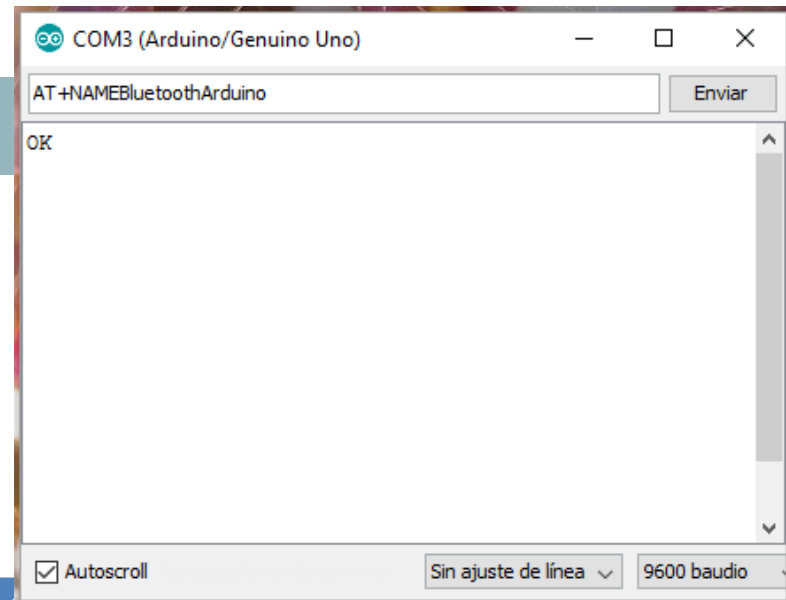 COM3 (Arduino/Genuino Uno)
AT+NAMEBluetoothArduino
Enviar
OK
Autoscroll
Sin ajuste de línea
9600 baudio